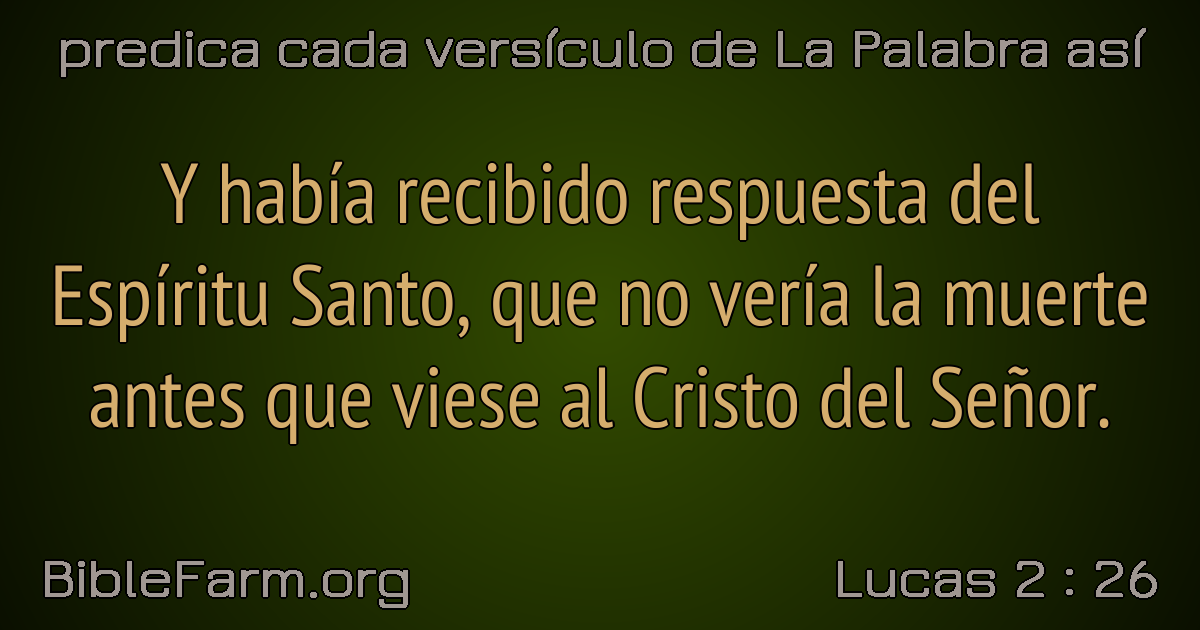 predica cada versículo de La Palabra así
Y había recibido respuesta del
Espíritu Santo, que no vería la muerte
antes que viese al Cristo del Señor.
BibleFarm.org
Lucas 2 : 26